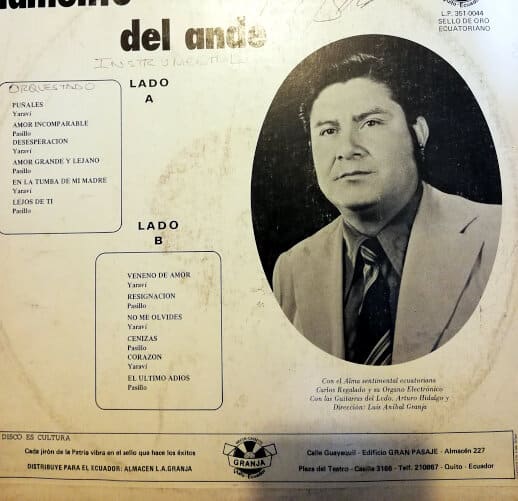 del ande
INSTRUMENTAL
L.P. 351-0044
SELLO DE ORO
ECUATORIANO
ORQUESTADO
LADO
A
PUÑALES
Yaraví
AMOR INCOMPARABLE
Pasillo
DESESPERACION
Yaraví
AMOR GRANDE Y LEJANO
Pasillo
EN LA TUMBA DE MI MADRE
Yaraví
LEJOS DE TI
Pasillo
LADO
B
VENENO DE AMOR
Yaraví
RESIGNACION
Pasillo
NO ME OLVIDES
Yaraví
CENIZAS
Pasillo
CORAZON
Yaraví
EL ULTIMO ADIOS
Pasillo
Con el Alma sentimental ecuatoriana
Carlos Regalado y su Organo Electrónico
Con las Guitarras del Ledo. Arturo Hidalgo y
Dirección: Luis Aníbal Granja
DISCO ES CULTURA
Cada jirón de la Patria vibra en el sello que hace los éxitos
DISTRIBUYE PARA EL ECUADOR: ALMACEN L.A.GRANJA
GRANJA
Quito - Ecuador
Calle Guayaquil - Edificio GRAN PASAJE - Almacén 227
Plaza del Teatro - Casilla 3166 - Telf. 210867 - Quito - Ecuador